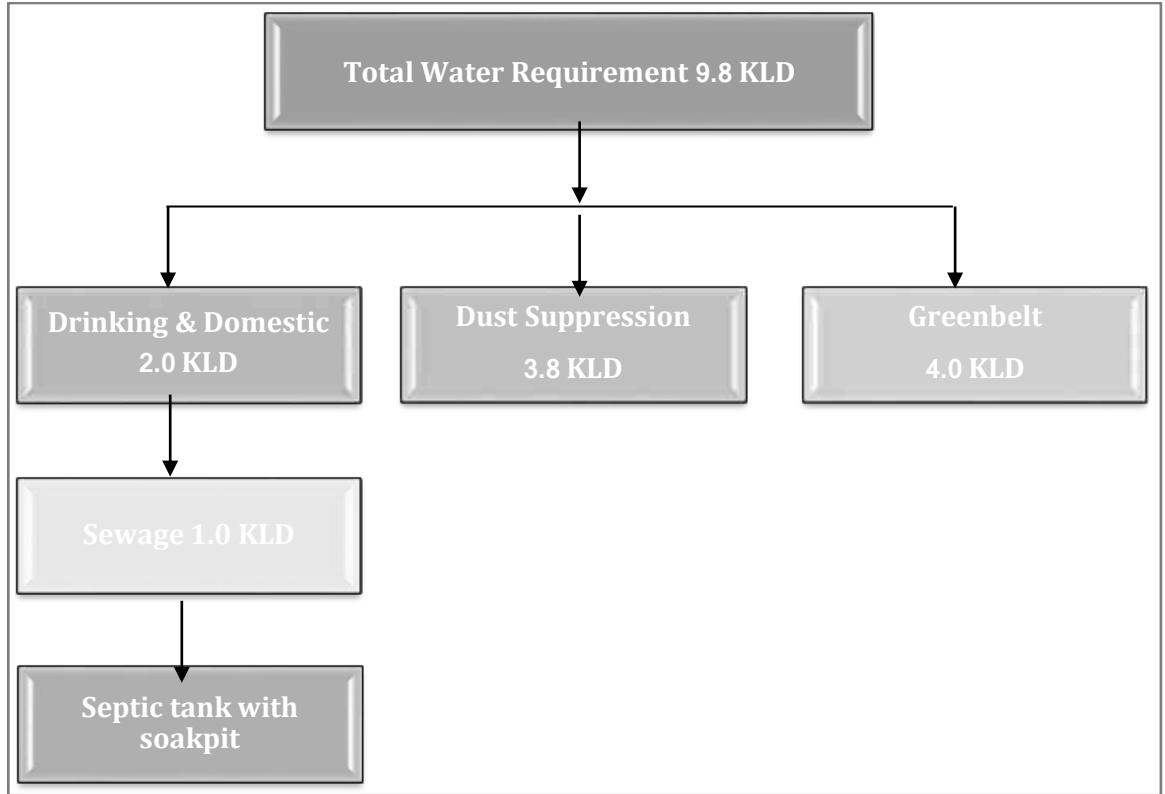 Total Water Requirement 9.8 KLD
Drinking & Domestic
2.0 KLD
Dust Suppression
3.8 KLD
Greenbelt
4.0 KLD
Sewage 1.0 KLD
Septic tank with
soakpit